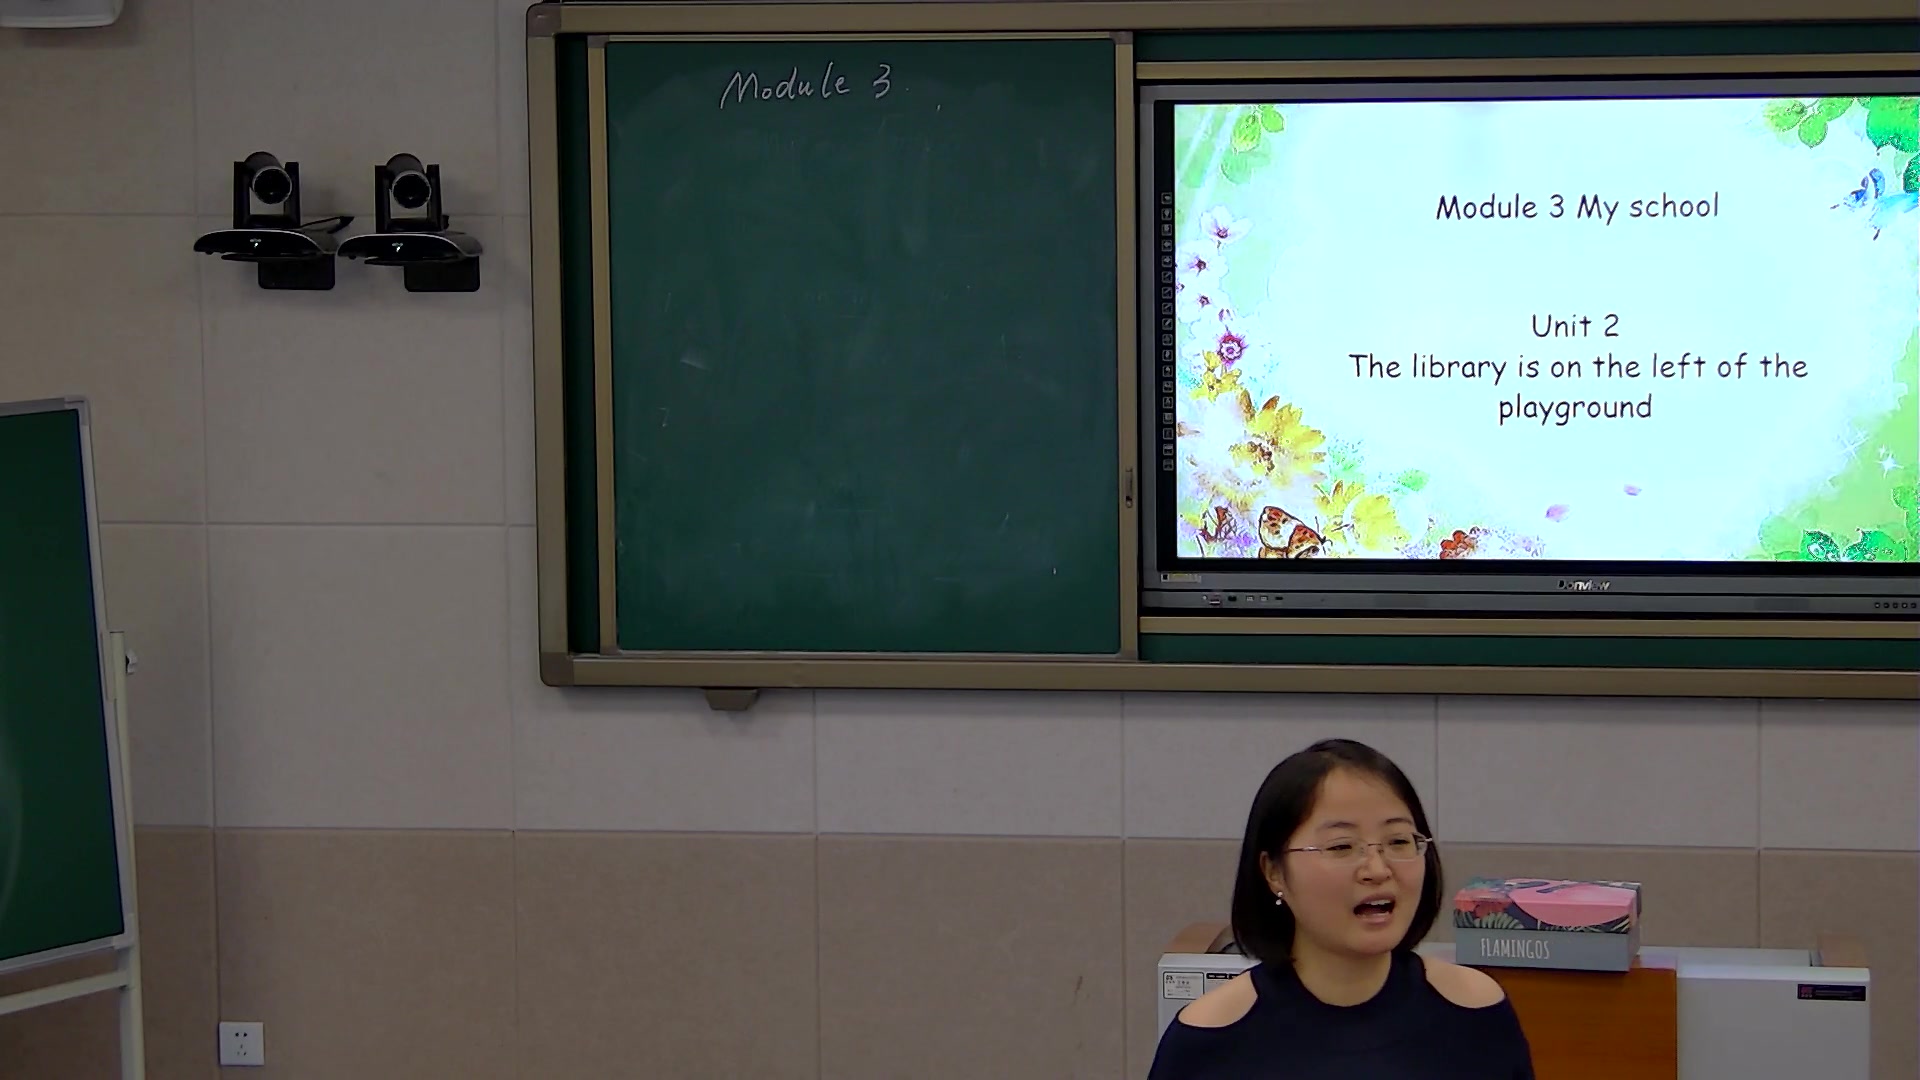 Module 3
Module 3 My school
Unit 2
The library is on the left of the
playground
Donview
FLAMINGOS